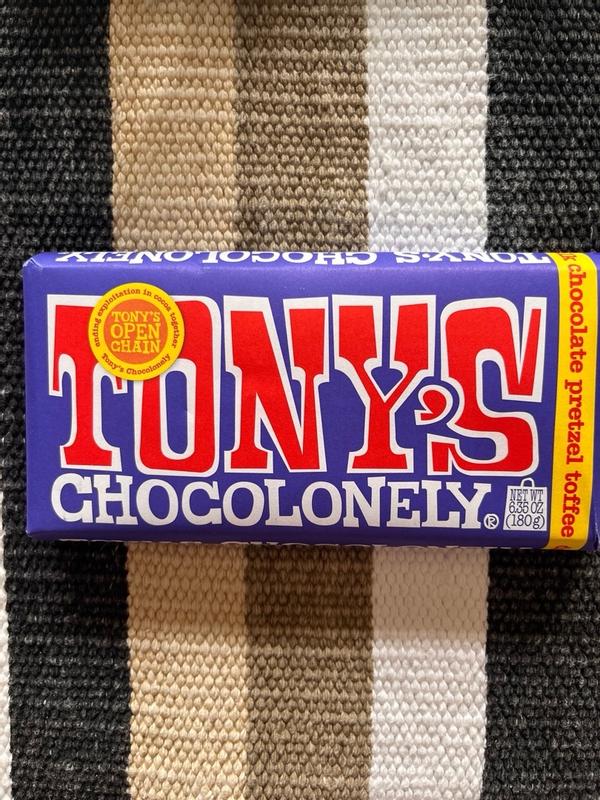 TONY'S CHOCOLONELY
ending exploitation in cocoa together
TONY'S
OPEN
CHAIN
Tony's Chocolonely
TONY'S
CHOCOLONELY®
NET WT
6.35 OZ
(180g)
chocolate pretzel toffee